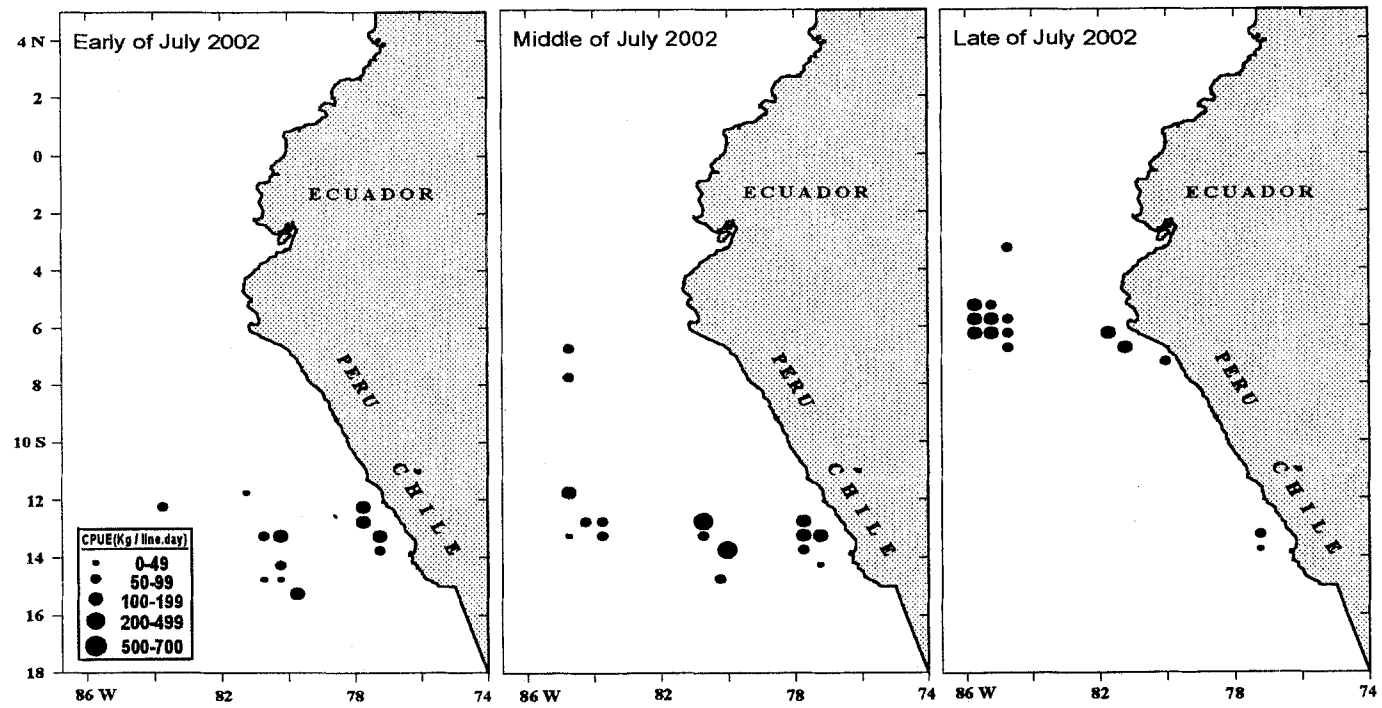 Early of July 2002
Middle of July 2002
Late of July 2002
4 N
2
0
2
4
6
8
10 S
12
14
16
18
ECUADOR
PERU
CHILE
ECUADOR
PERU
CHILE
ECUADOR
PERU
CHILE
CPUE(Kg / line.day)
0-49
50-99
100-199
200-499
500-700
86 W
82
78
74
86 W
82
78
74
86 W
82
78
74